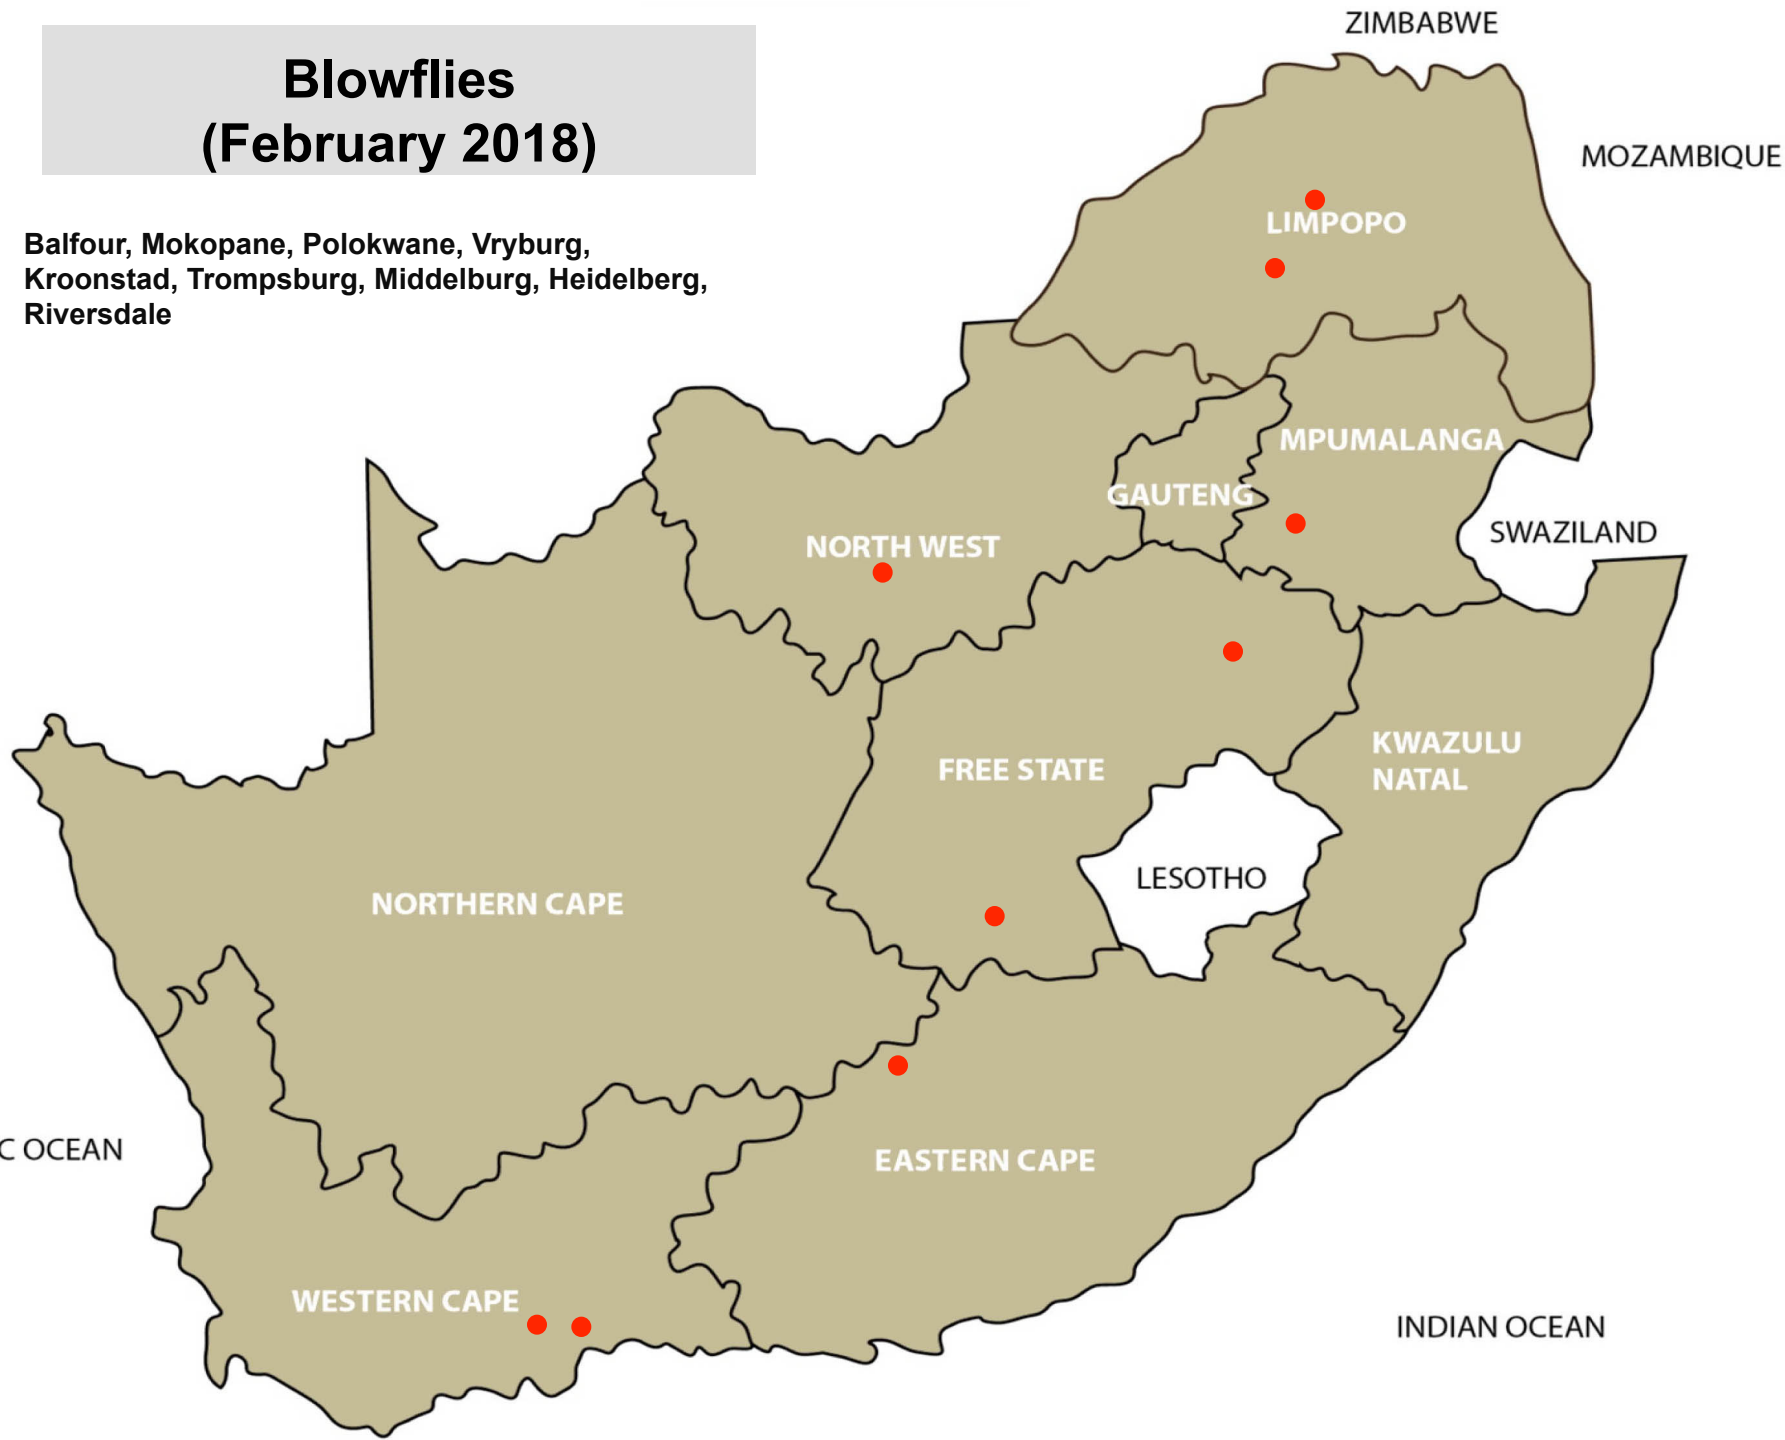 Blowflies
(February 2018)
Balfour, Mokopane, Polokwane, Vryburg,
Kroonstad, Trompsburg, Middelburg, Heidelberg,
Riversdale
ZIMBABWE
MOZAMBIQUE
LIMPOPO
MPUMALANGA
GAUTENG
SWAZILAND
NORTH WEST
KWAZULU
NATAL
FREE STATE
LESOTHO
NORTHERN CAPE
C OCEAN
EASTERN CAPE
WESTERN CAPE
INDIAN OCEAN